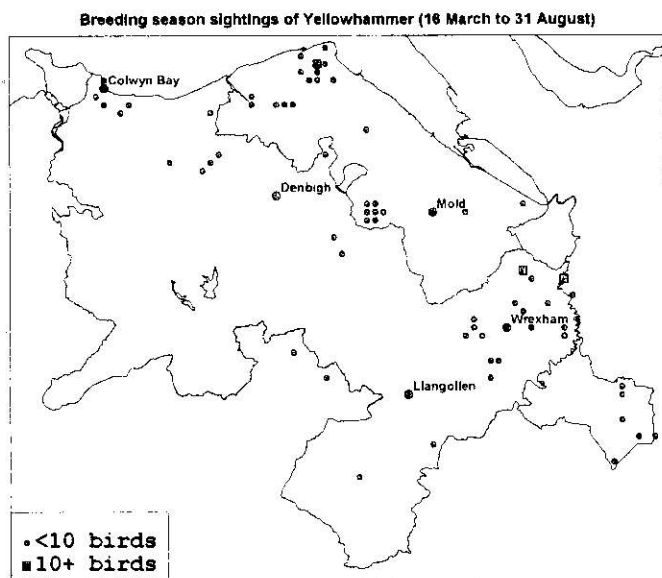 Breeding season sightings of Yellowhammer (16 March to 31 August)
Colwyn Bay
Denbigh
Mold
Wrexham
Llangollen
<10 birds
10+ birds